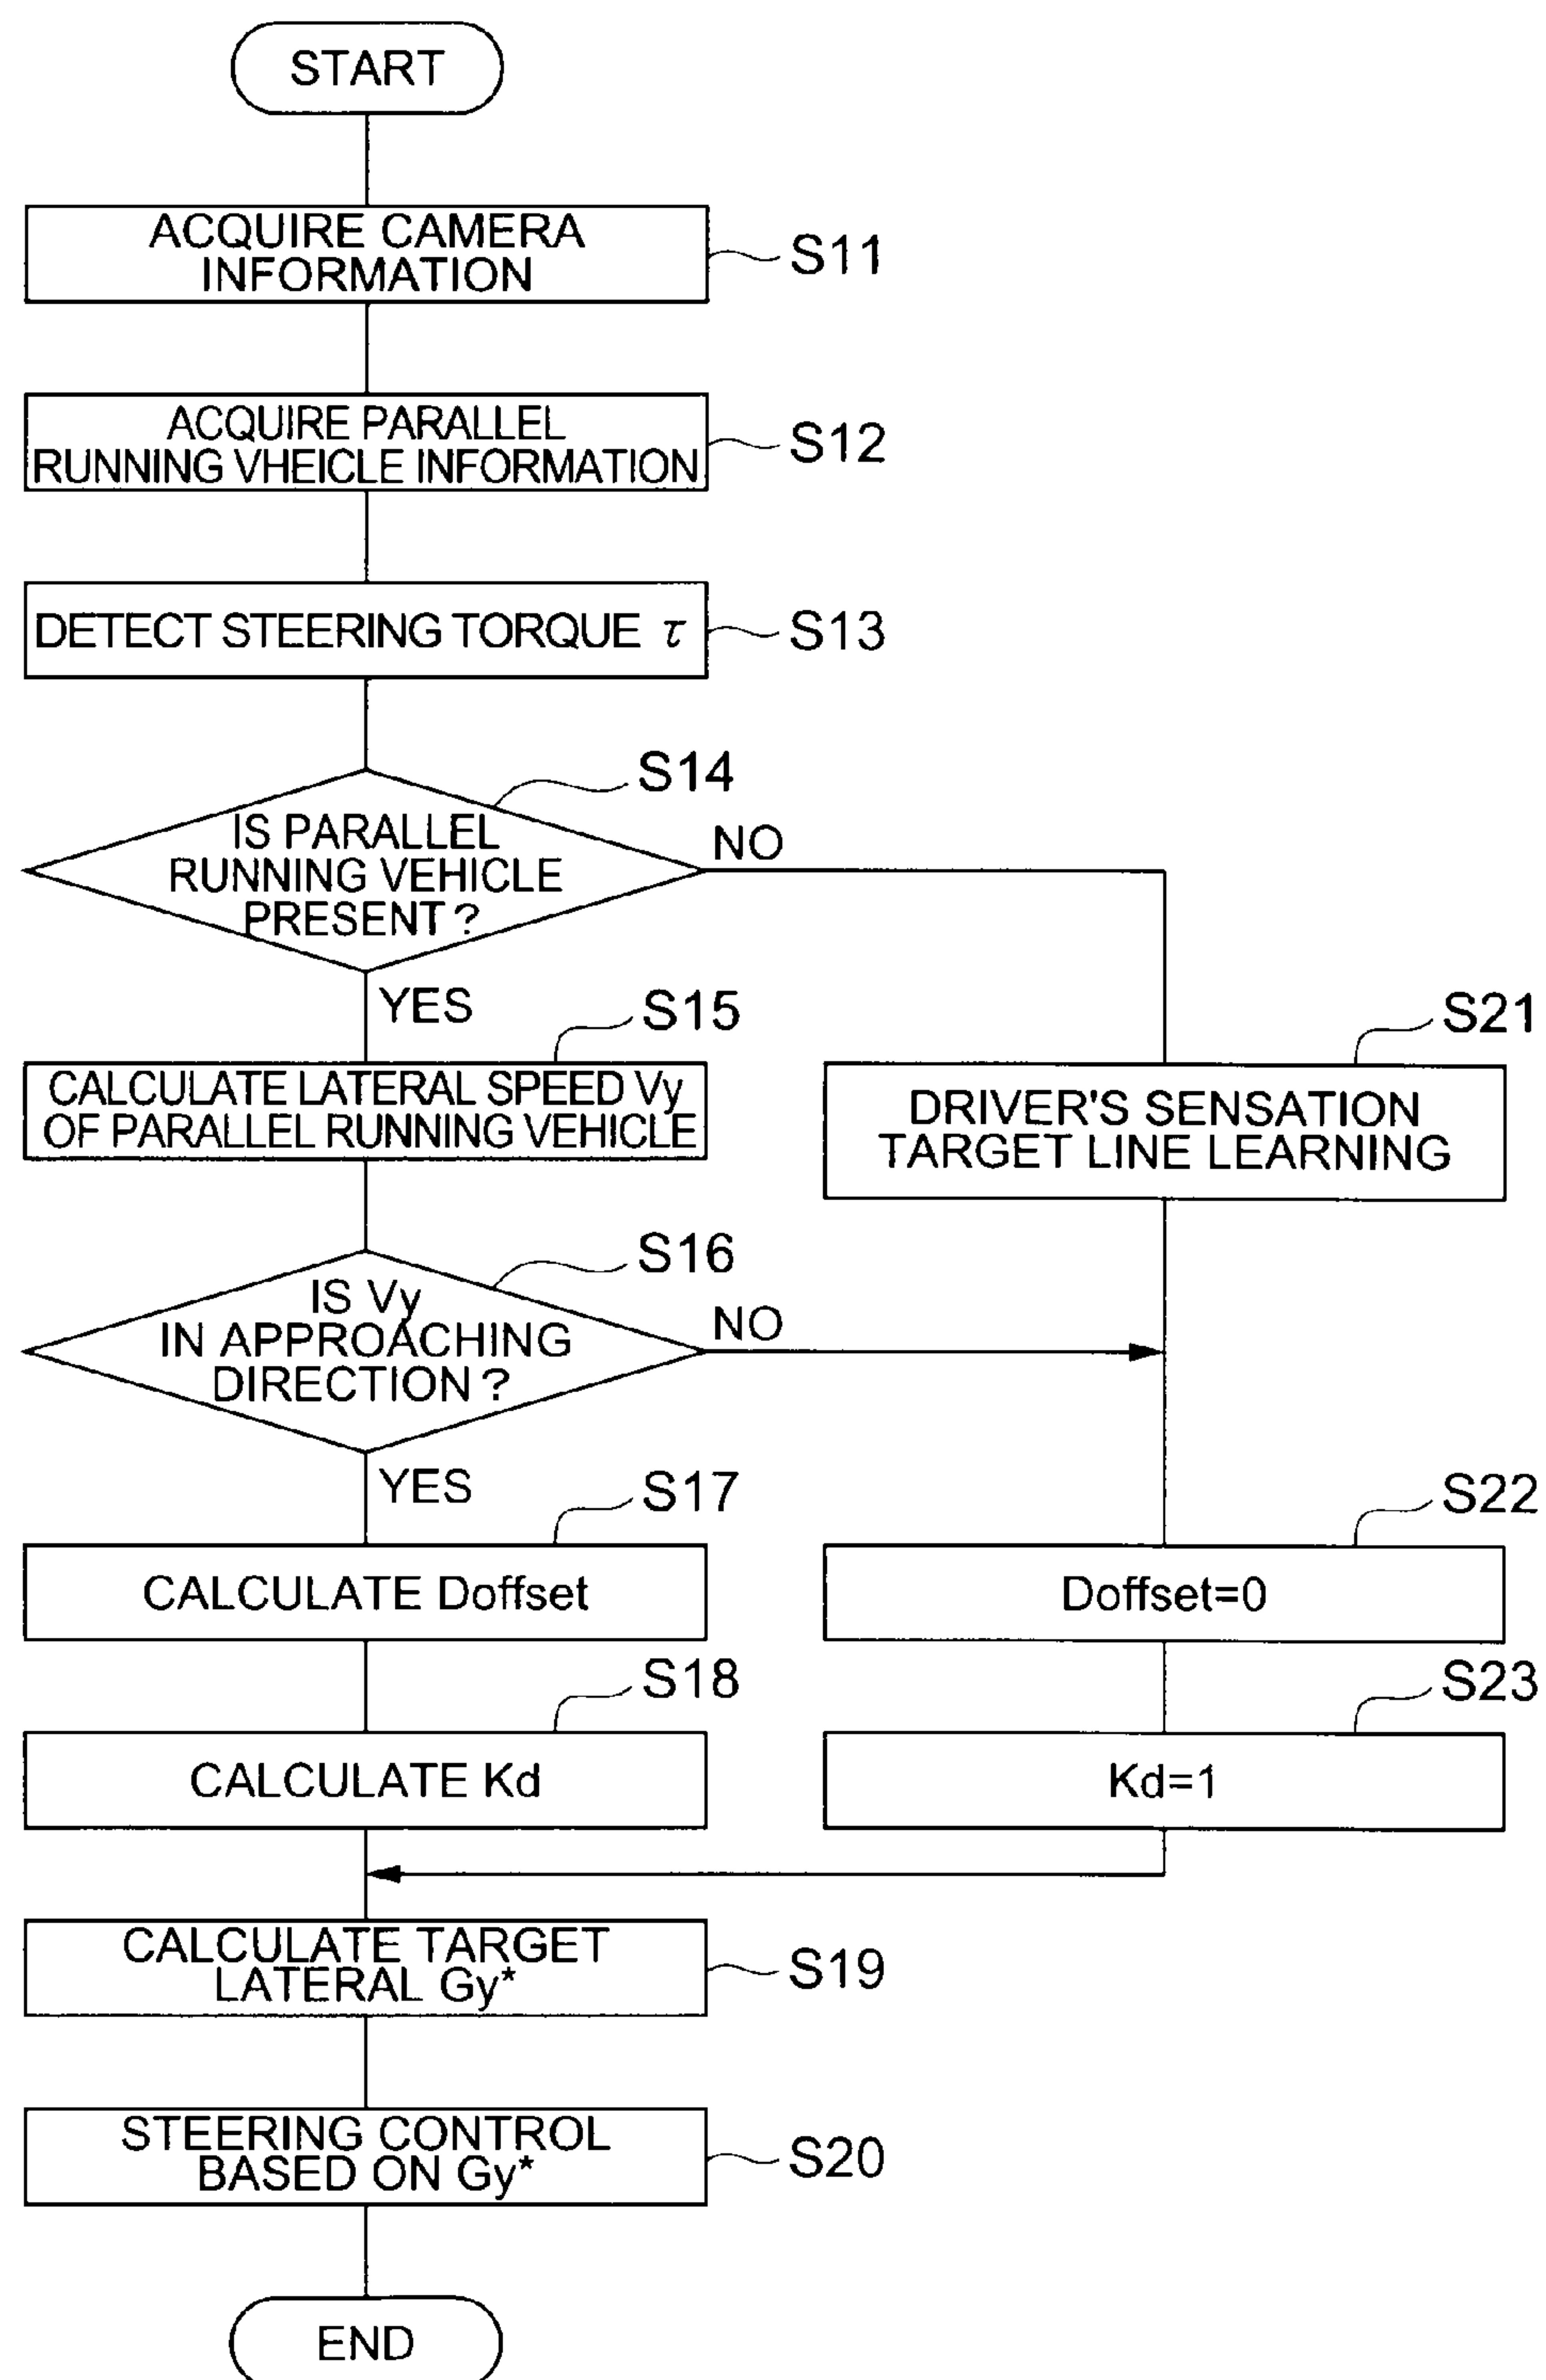 START
ACQUIRE CAMERA
INFORMATION
S11
ACQUIRE PARALLEL
RUNNING VHEICLE INFORMATION
S12
DETECT STEERING TORQUE τ
S13
S14
IS PARALLEL
RUNNING VEHICLE
PRESENT ?
NO
YES
S15
CALCULATE LATERAL SPEED Vy
OF PARALLEL RUNNING VEHICLE
S21
DRIVER'S SENSATION
TARGET LINE LEARNING
S16
IS Vy
IN APPROACHING
DIRECTION ?
NO
YES
S17
CALCULATE Doffset
S22
Doffset=0
S18
CALCULATE Kd
S23
Kd=1
CALCULATE TARGET
LATERAL Gy*
S19
STEERING CONTROL
BASED ON Gy*
S20
END